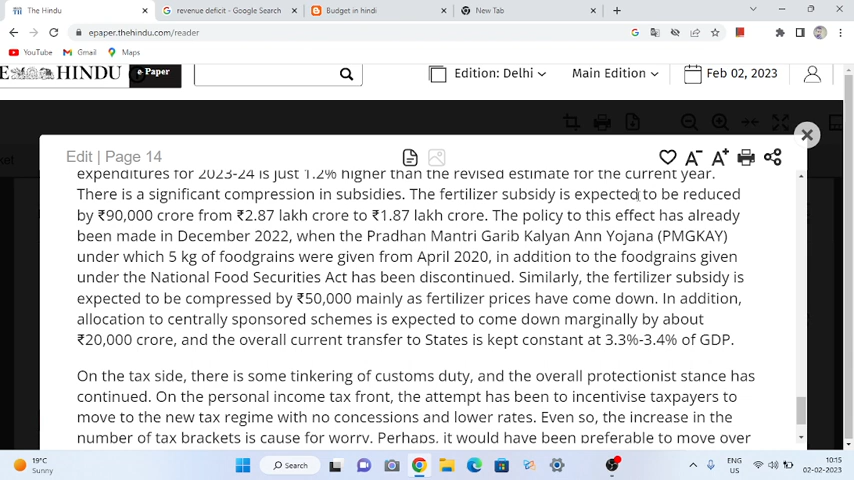 The Hindu
revenue deficit - Google Search
Budget in hindi
New Tab
epaper.thehindu.com/reader
YouTube
Gmail
Maps
E HINDU e-Paper
Edition: Delhi
Main Edition
Feb 02, 2023
Edit | Page 14
A- A+
expenditures for 2023-24 is just 1.2% higher than the revised estimate for the current year.
There is a significant compression in subsidies. The fertilizer subsidy is expected to be reduced
by ₹90,000 crore from ₹2.87 lakh crore to ₹1.87 lakh crore. The policy to this effect has already
been made in December 2022, when the Pradhan Mantri Garib Kalyan Ann Yojana (PMGKAY)
under which 5 kg of foodgrains were given from April 2020, in addition to the foodgrains given
under the National Food Securities Act has been discontinued. Similarly, the fertilizer subsidy is
expected to be compressed by ₹50,000 mainly as fertilizer prices have come down. In addition,
allocation to centrally sponsored schemes is expected to come down marginally by about
₹20,000 crore, and the overall current transfer to States is kept constant at 3.3%-3.4% of GDP.
On the tax side, there is some tinkering of customs duty, and the overall protectionist stance has
continued. On the personal income tax front, the attempt has been to incentivise taxpayers to
move to the new tax regime with no concessions and lower rates. Even so, the increase in the
number of tax brackets is cause for worry. Perhaps, it would have been preferable to move over
19°C
Sunny
Search
ENG
US
10:15
02-02-2023